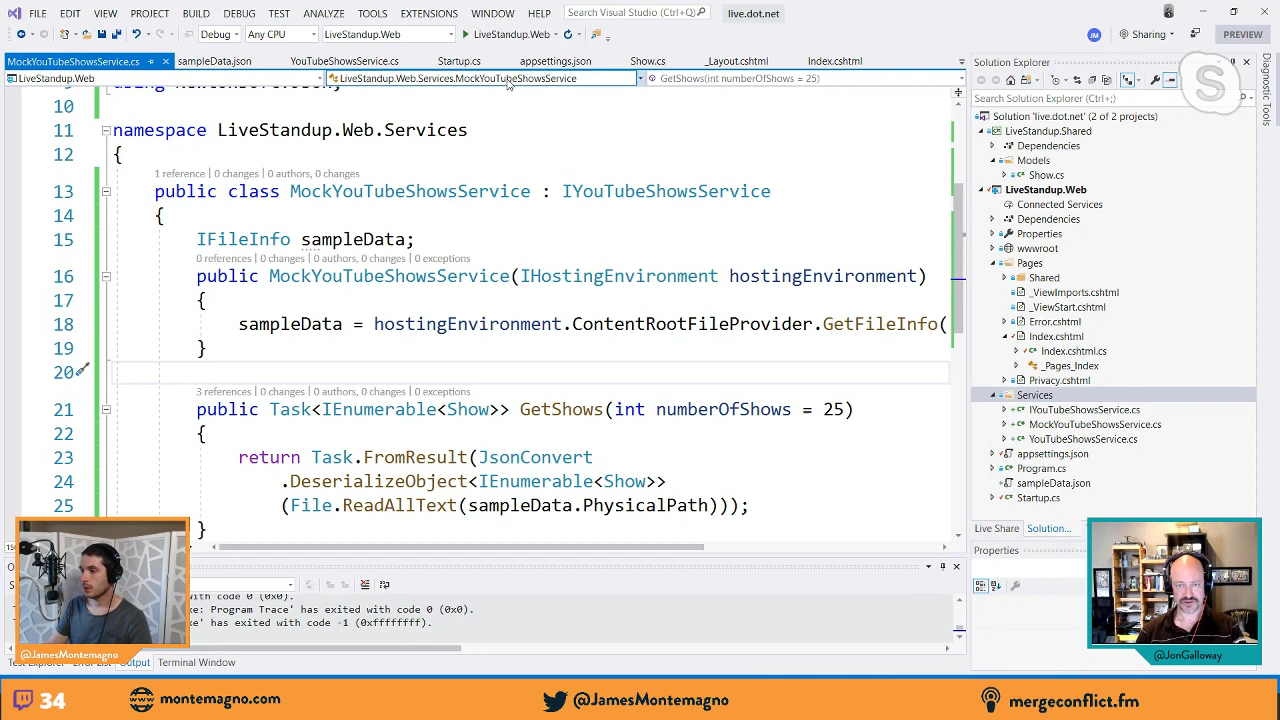 FILE EDIT VIEW PROJECT BUILD DEBUG TEST ANALYZE TOOLS EXTENSIONS WINDOW HELP Search Visual Studio (Ctrl+Q) live.dot.net
Debug Any CPU LiveStandup.Web LiveStandup.Web JM Sharing PREVIEW
MockYouTubeShowsService.cs sampleData.json YouTubeShowsService.cs Startup.cs appsettings.json Show.cs _Layout.cshtml Index.cshtml
LiveStandup.Web LiveStandup.Web.Services.MockYouTubeShowsService GetShows(int numberOfShows = 25)
10
11 namespace LiveStandup.Web.Services
12 {
1 reference | 0 changes | 0 authors, 0 changes
13 public class MockYouTubeShowsService : IYouTubeShowsService
14 {
15 IFileInfo sampleData;
0 references | 0 changes | 0 authors, 0 changes | 0 exceptions
16 public MockYouTubeShowsService(IHostingEnvironment hostingEnvironment)
17 {
18 sampleData = hostingEnvironment.ContentRootFileProvider.GetFileInfo(
19 }
20
3 references | 0 changes | 0 authors, 0 changes | 0 exceptions
21 public Task<IEnumerable<Show>> GetShows(int numberOfShows = 25)
22 {
23 return Task.FromResult(JsonConvert
24 .DeserializeObject<IEnumerable<Show>>
25 (File.ReadAllText(sampleData.PhysicalPath)));
}
Solution Explorer
Search Solution Explorer (Ctrl+;)
Solution 'live.dot.net' (2 of 2 projects)
LiveStandup.Shared
Dependencies
Models
Show.cs
LiveStandup.Web
Connected Services
Dependencies
Properties
wwwroot
Pages
Shared
_ViewImports.cshtml
_ViewStart.cshtml
Error.cshtml
Index.cshtml
Index.cshtml.cs
_Pages_Index
Privacy.cshtml
Services
IYouTubeShowsService.cs
MockYouTubeShowsService.cs
YouTubeShowsService.cs
appsettings.json
Program.cs
sampleData.json
Startup.cs
Live Share Solution...
Properties
Diagnostic Tools
with code 0 (0x0).
: Program Trace' has exited with code 0 (0x0).
' has exited with code -1 (0xffffffff).
Output Terminal Window
@JamesMontemagno
@JonGalloway
34 montemagno.com @JamesMontemagno mergeconflict.fm